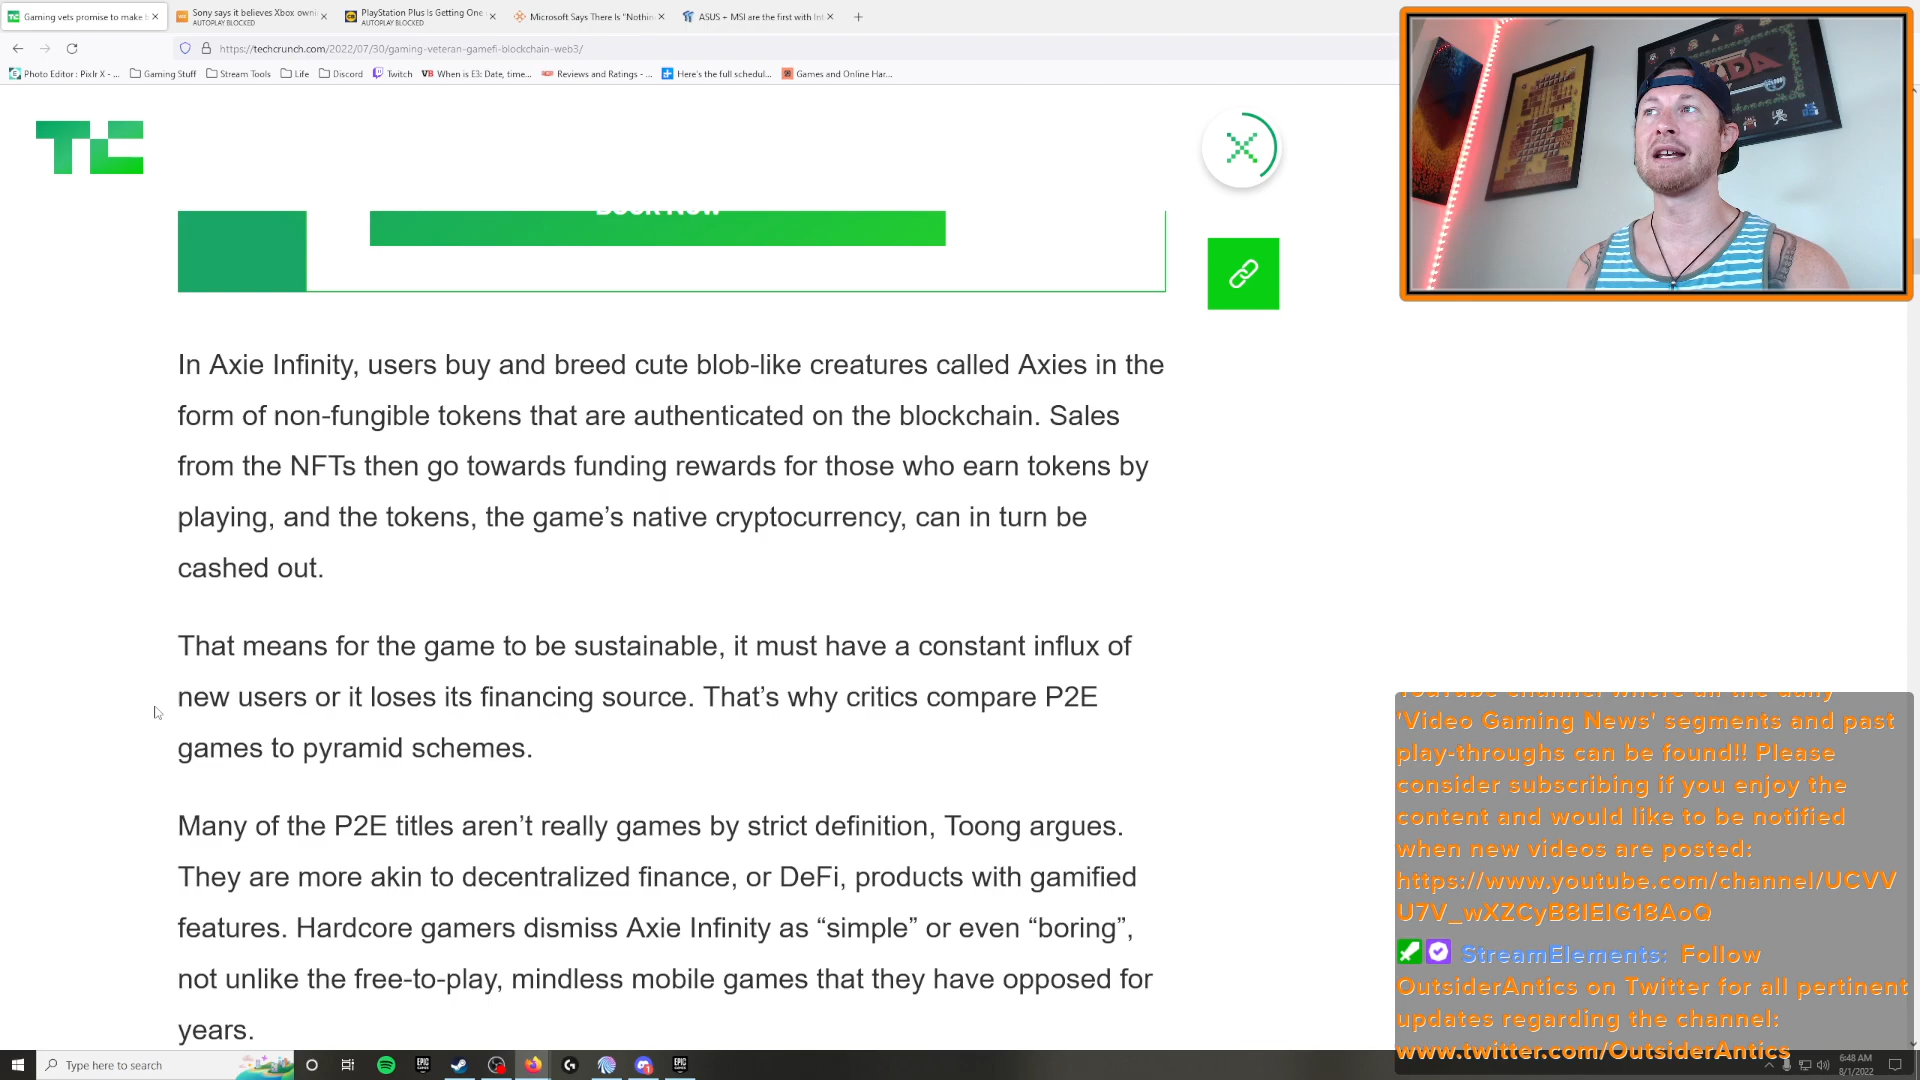 Gaming vets promise to make b
Sony says it believes Xbox owni
AUTOPLAY BLOCKED
PlayStation Plus Is Getting One
AUTOPLAY BLOCKED
Microsoft Says There Is "Nothin
ASUS + MSI are the first with Int
https://techcrunch.com/2022/07/30/gaming-veteran-gamefi-blockchain-web3/
Photo Editor : Pixlr X - ...
Gaming Stuff
Stream Tools
Life
Discord
Twitch
When is E3: Date, time...
Reviews and Ratings - ...
Here's the full schedul...
Games and Online Har...
TC
BOOK NOW
In Axie Infinity, users buy and breed cute blob-like creatures called Axies in the
form of non-fungible tokens that are authenticated on the blockchain. Sales
from the NFTs then go towards funding rewards for those who earn tokens by
playing, and the tokens, the game’s native cryptocurrency, can in turn be
cashed out.
That means for the game to be sustainable, it must have a constant influx of
new users or it loses its financing source. That’s why critics compare P2E
games to pyramid schemes.
Many of the P2E titles aren’t really games by strict definition, Toong argues.
They are more akin to decentralized finance, or DeFi, products with gamified
features. Hardcore gamers dismiss Axie Infinity as “simple” or even “boring”,
not unlike the free-to-play, mindless mobile games that they have opposed for
years.
YouTube channel where all the daily
'Video Gaming News' segments and past
play-throughs can be found!! Please
consider subscribing if you enjoy the
content and would like to be notified
when new videos are posted:
https://www.youtube.com/channel/UCVV
U7V_wXZCyB8IEIG18AoQ
StreamElements: Follow
OutsiderAntics on Twitter for all pertinent
updates regarding the channel:
www.twitter.com/OutsiderAntics
Type here to search
6:48 AM
8/1/2022